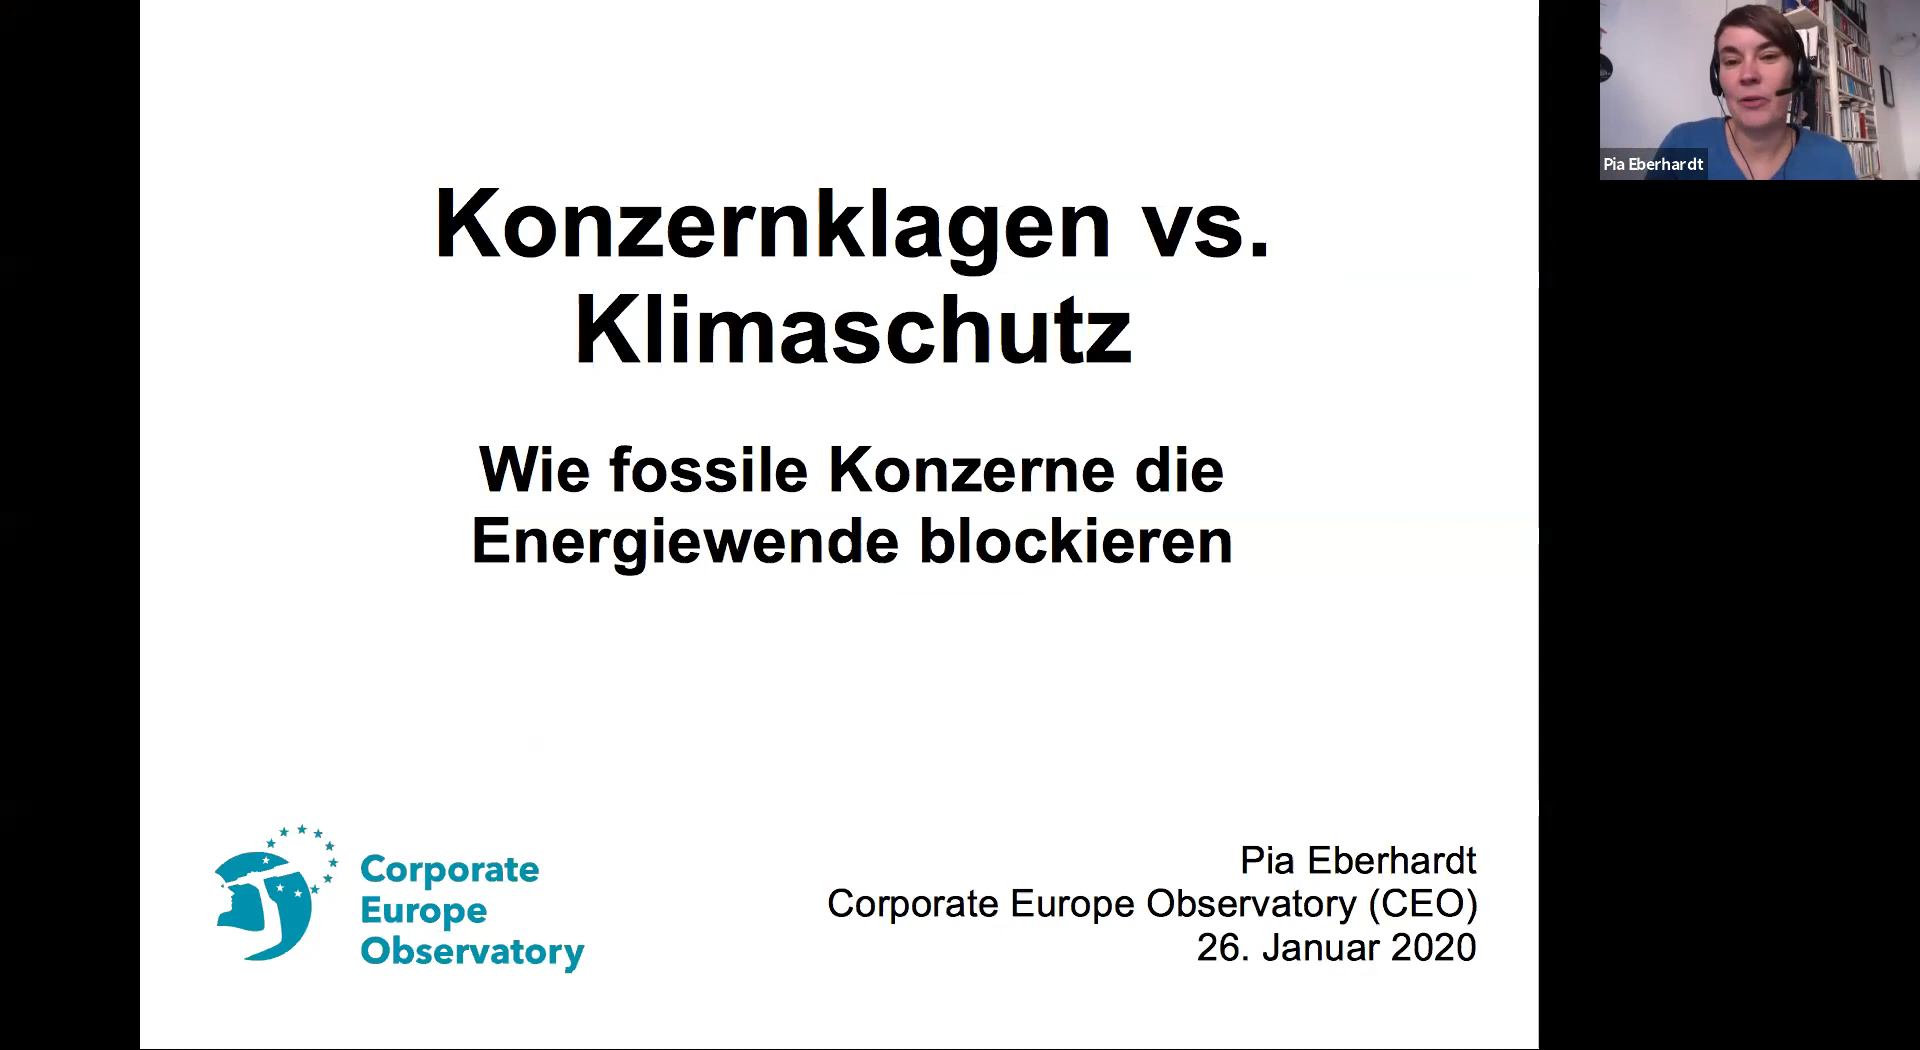 Konzernklagen vs.
Klimaschutz
Wie fossile Konzerne die
Energiewende blockieren
Corporate
Europe
Observatory
Pia Eberhardt
Corporate Europe Observatory (CEO)
26. Januar 2020
Pia Eberhardt